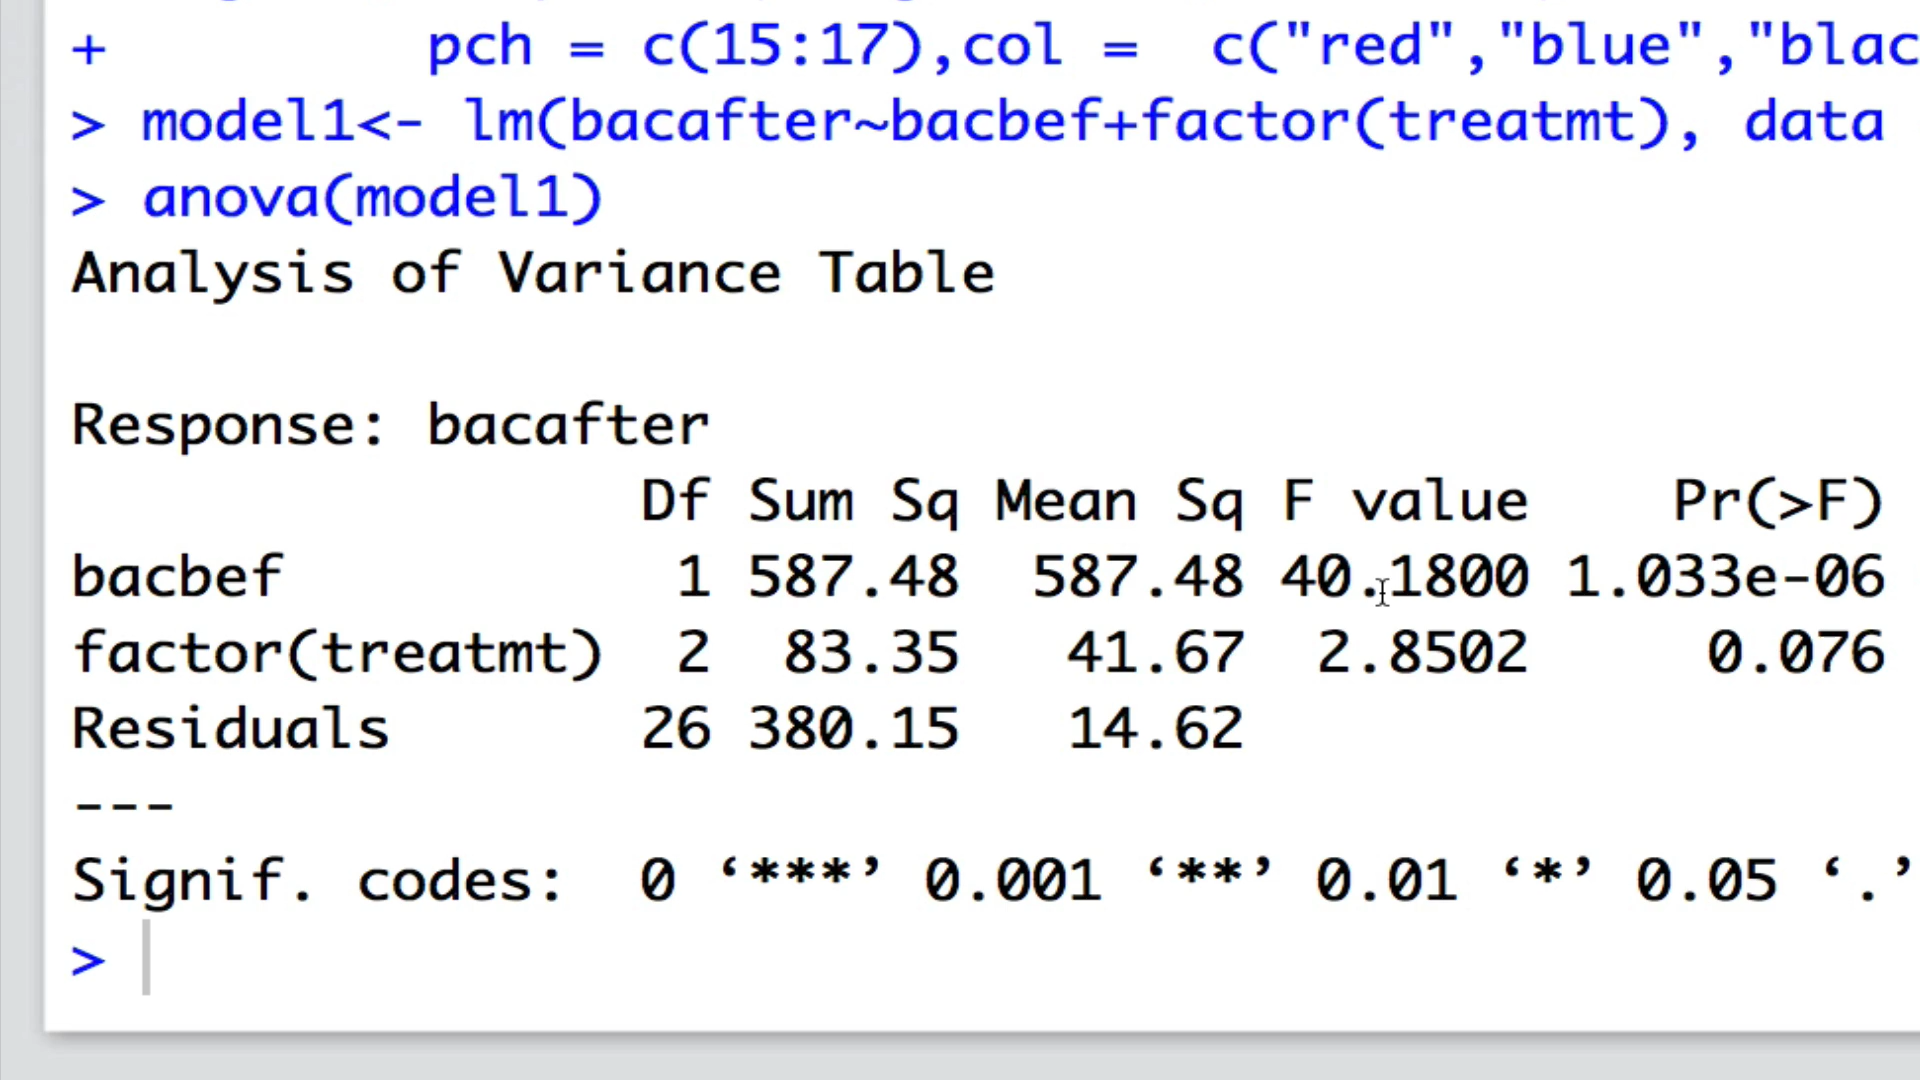 + pch = c(15:17),col = c("red","blue","blac
> model1<- lm(bacafter~bacbef+factor(treatmt), data
> anova(model1)
Analysis of Variance Table
Response: bacafter
Df Sum Sq Mean Sq F value Pr(>F)
bacbef 1 587.48 587.48 40.1800 1.033e-06
factor(treatmt) 2 83.35 41.67 2.8502 0.076
Residuals 26 380.15 14.62
---
Signif. codes: 0 ‘***’ 0.001 ‘**’ 0.01 ‘*’ 0.05 ‘.’
>